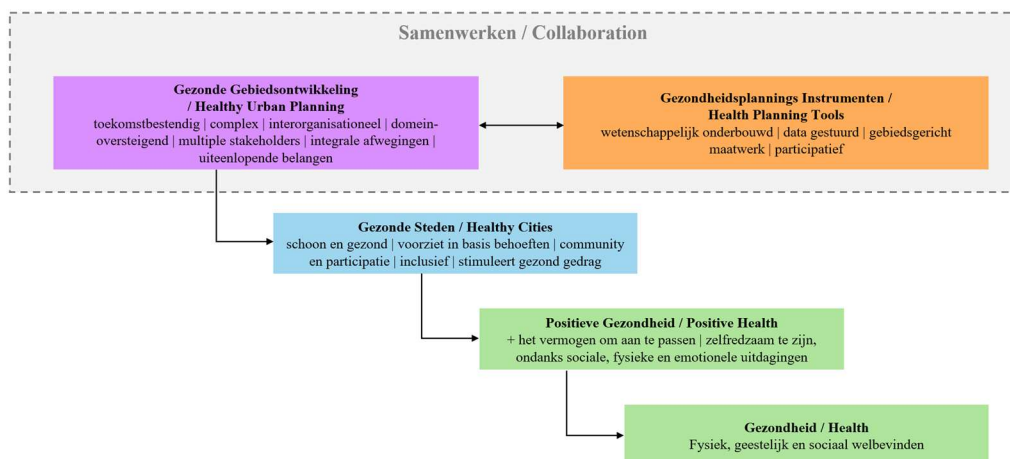 Samenwerken / Collaboration
Gezonde Gebiedsontwikkeling
/ Healthy Urban Planning
toekomstbestendig | complex | interorganisationeel | domein-
oversteigend | multiple stakeholders | integrale afwegingen |
uiteenlopende belangen
Gezondheidsplannings Instrumenten /
Health Planning Tools
wetenschappelijk onderbouwd | data gestuurd | gebiedsgericht
maatwerk | participatief
Gezonde Steden / Healthy Cities
schoon en gezond | voorziet in basis behoeften | community
en participatie | inclusief | stimuleert gezond gedrag
Positieve Gezondheid / Positive Health
+ het vermogen om aan te passen | zelfredzaam te zijn,
ondanks sociale, fysieke en emotionele uitdagingen
Gezondheid / Health
Fysiek, geestelijk en sociaal welbevinden